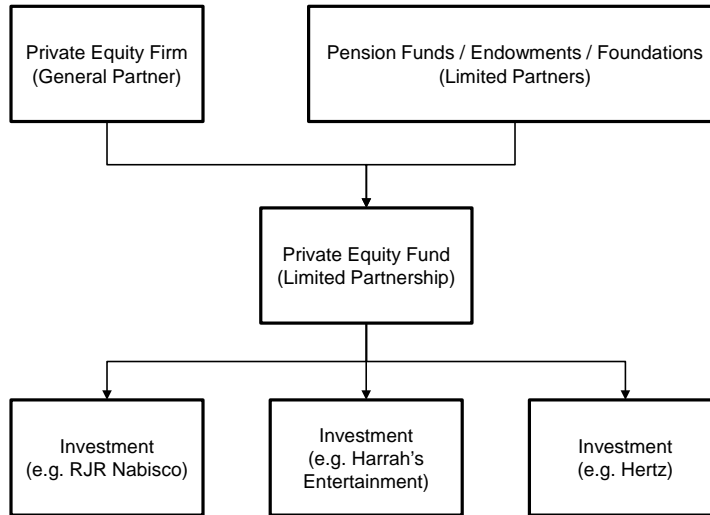 Private Equity Firm
(General Partner)
Pension Funds / Endowments / Foundations
(Limited Partners)
Private Equity Fund
(Limited Partnership)
Investment
(e.g. RJR Nabisco)
Investment
(e.g. Harrah’s
Entertainment)
Investment
(e.g. Hertz)